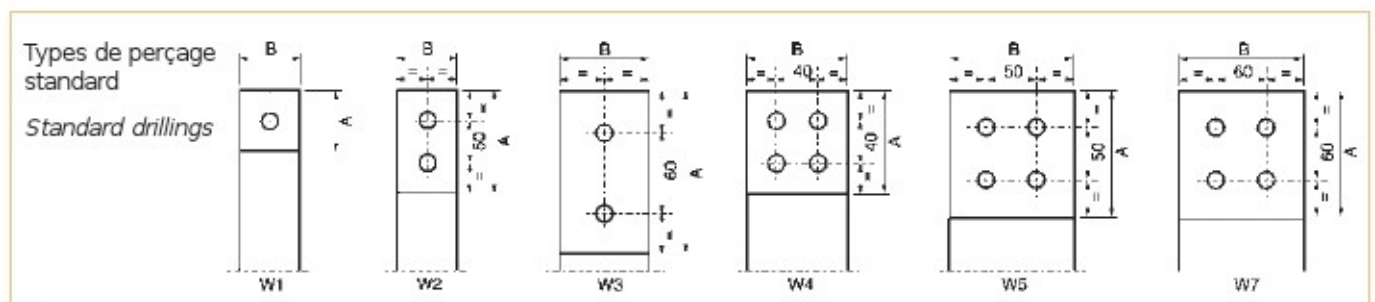 Types de perçage
standard
Standard drillings
B
A
W1
B
= =
= 50 =
A
W2
B
= =
= 60 =
A
W3
B
= 40 =
= 40 =
A
W4
B
= 50 =
= 50 =
A
W5
B
= 60 =
= 60 =
A
W7